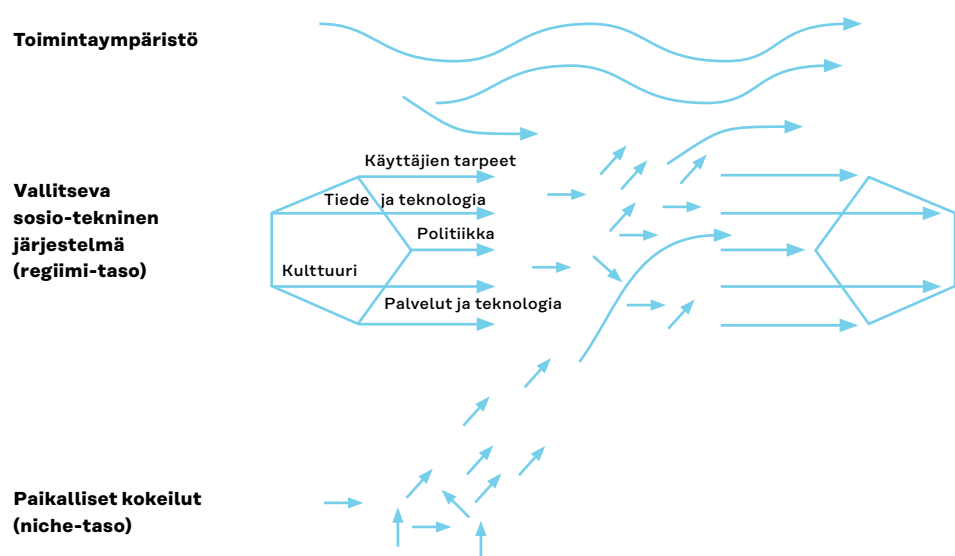 Toimintaympäristö
Vallitseva
sosio-tekninen
järjestelmä
(regiimi-taso)
Käyttäjien tarpeet
Tiede ja teknologia
Politiikka
Kulttuuri
Palvelut ja teknologia
Paikalliset kokeilut
(niche-taso)